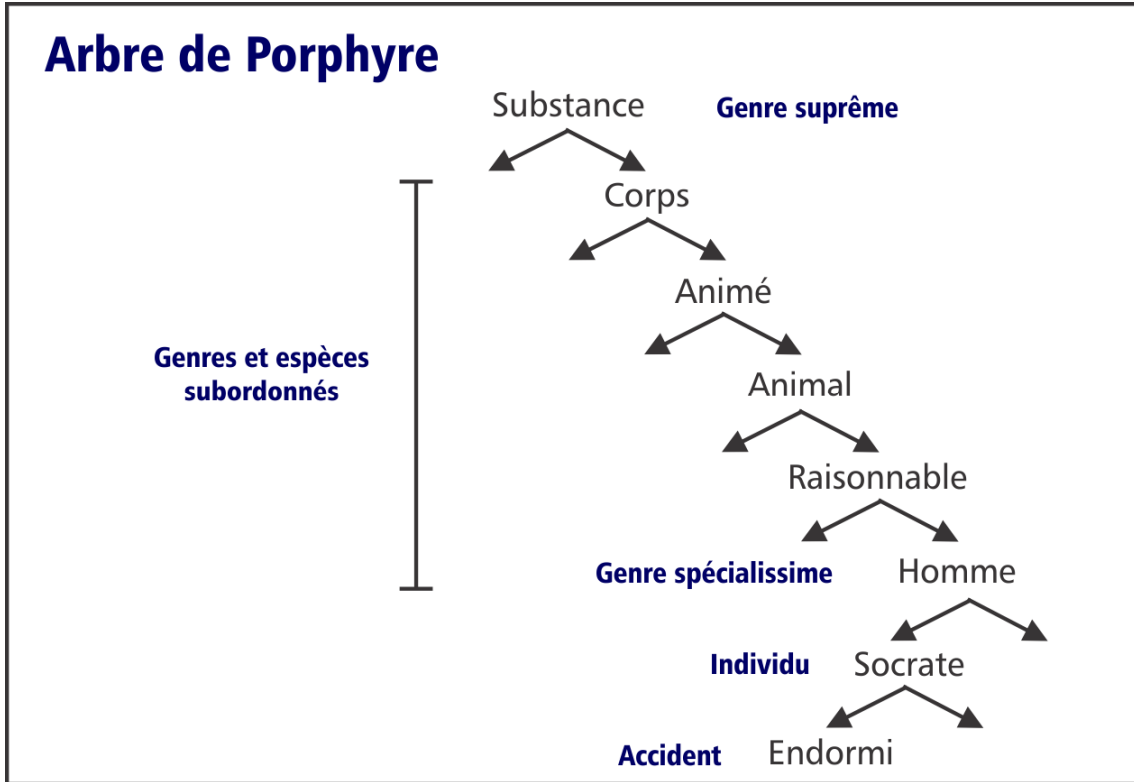 Arbre de Porphyre
Substance
Genre suprême
Corps
Animé
Genres et espèces
subordonnés
Animal
Raisonnable
Genre spécialissime
Homme
Individu
Socrate
Accident
Endormi